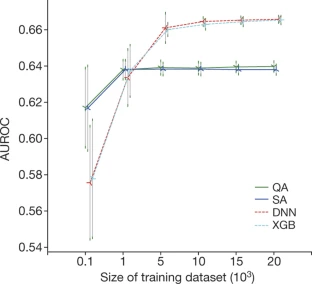 0.66
0.64
0.62
0.60
0.58
0.56
0.54
AUROC
QA
SA
DNN
XGB
0.1 1 5 10 15 20
Size of training dataset (10³)